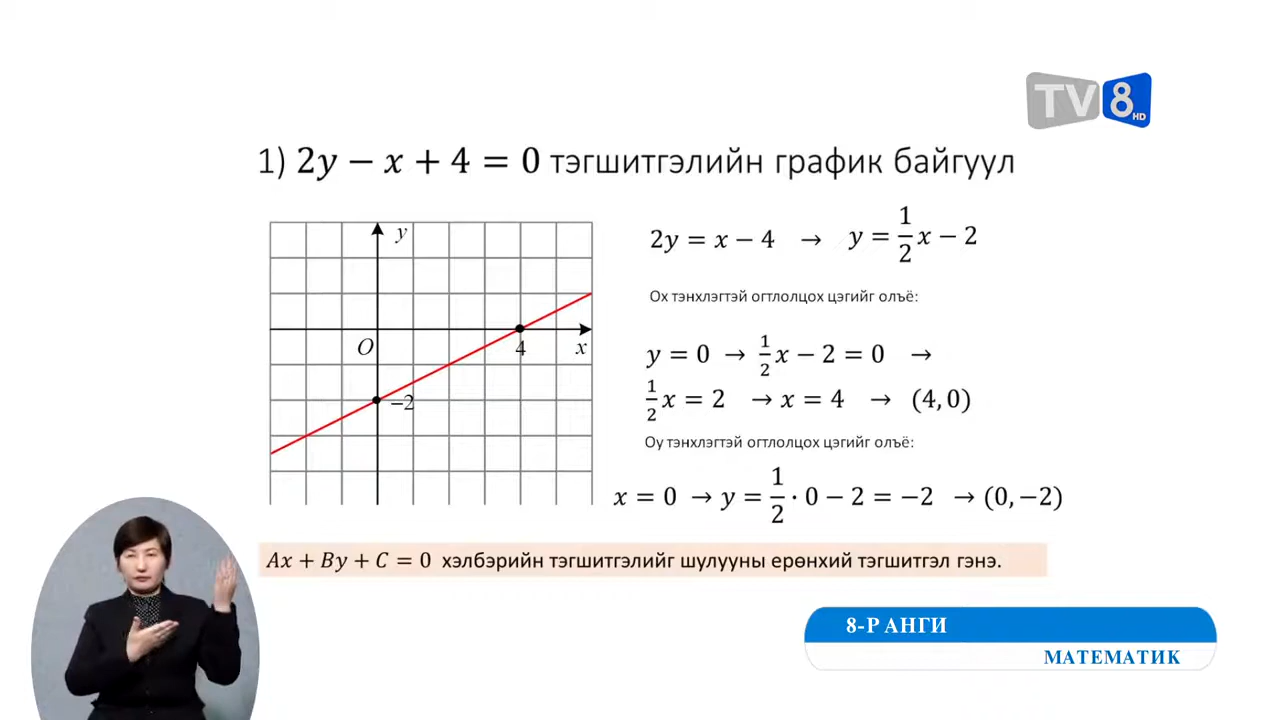 TV8 HD
1) 2y − x + 4 = 0 тэгшитгэлийн график байгуул
2y = x − 4 → y = 1/2 x − 2
Ох тэнхлэгтэй огтлолцох цэгийг олъё:
y = 0 → 1/2 x − 2 = 0 →
1/2 x = 2 → x = 4 → (4, 0)
Оу тэнхлэгтэй огтлолцох цэгийг олъё:
x = 0 → y = 1/2 · 0 − 2 = −2 → (0, −2)
y
O
4
x
−2
Ax + By + C = 0 хэлбэрийн тэгшитгэлийг шулууны ерөнхий тэгшитгэл гэнэ.
8-Р АНГИ
МАТЕМАТИК